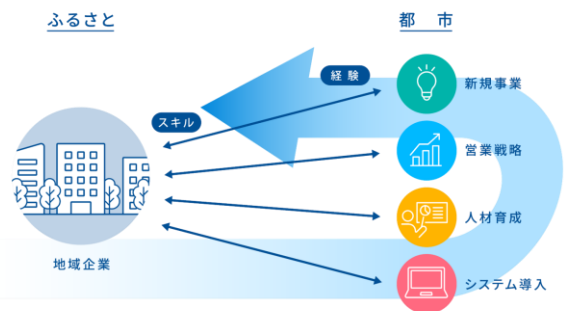 ふるさと
都 市
経 験
スキル
新規事業
営業戦略
人材育成
システム導入
地域企業